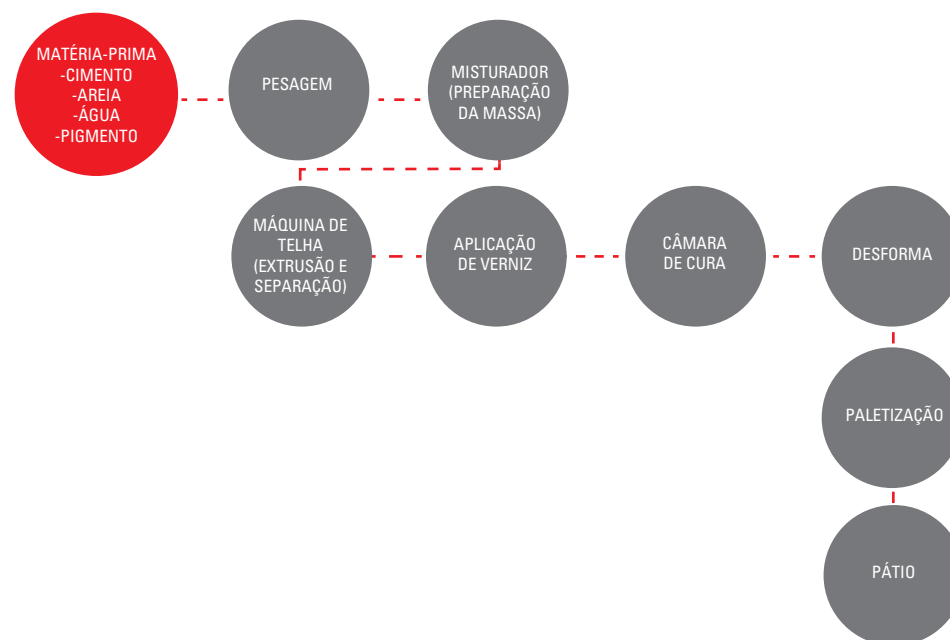 MATÉRIA-PRIMA
-CIMENTO
-AREIA
-ÁGUA
-PIGMENTO
PESAGEM
MISTURADOR
(PREPARAÇÃO
DA MASSA)
MÁQUINA DE
TELHA
(EXTRUSÃO E
SEPARAÇÃO)
APLICAÇÃO
DE VERNIZ
CÂMARA
DE CURA
DESFORMA
PALETIZAÇÃO
PÁTIO